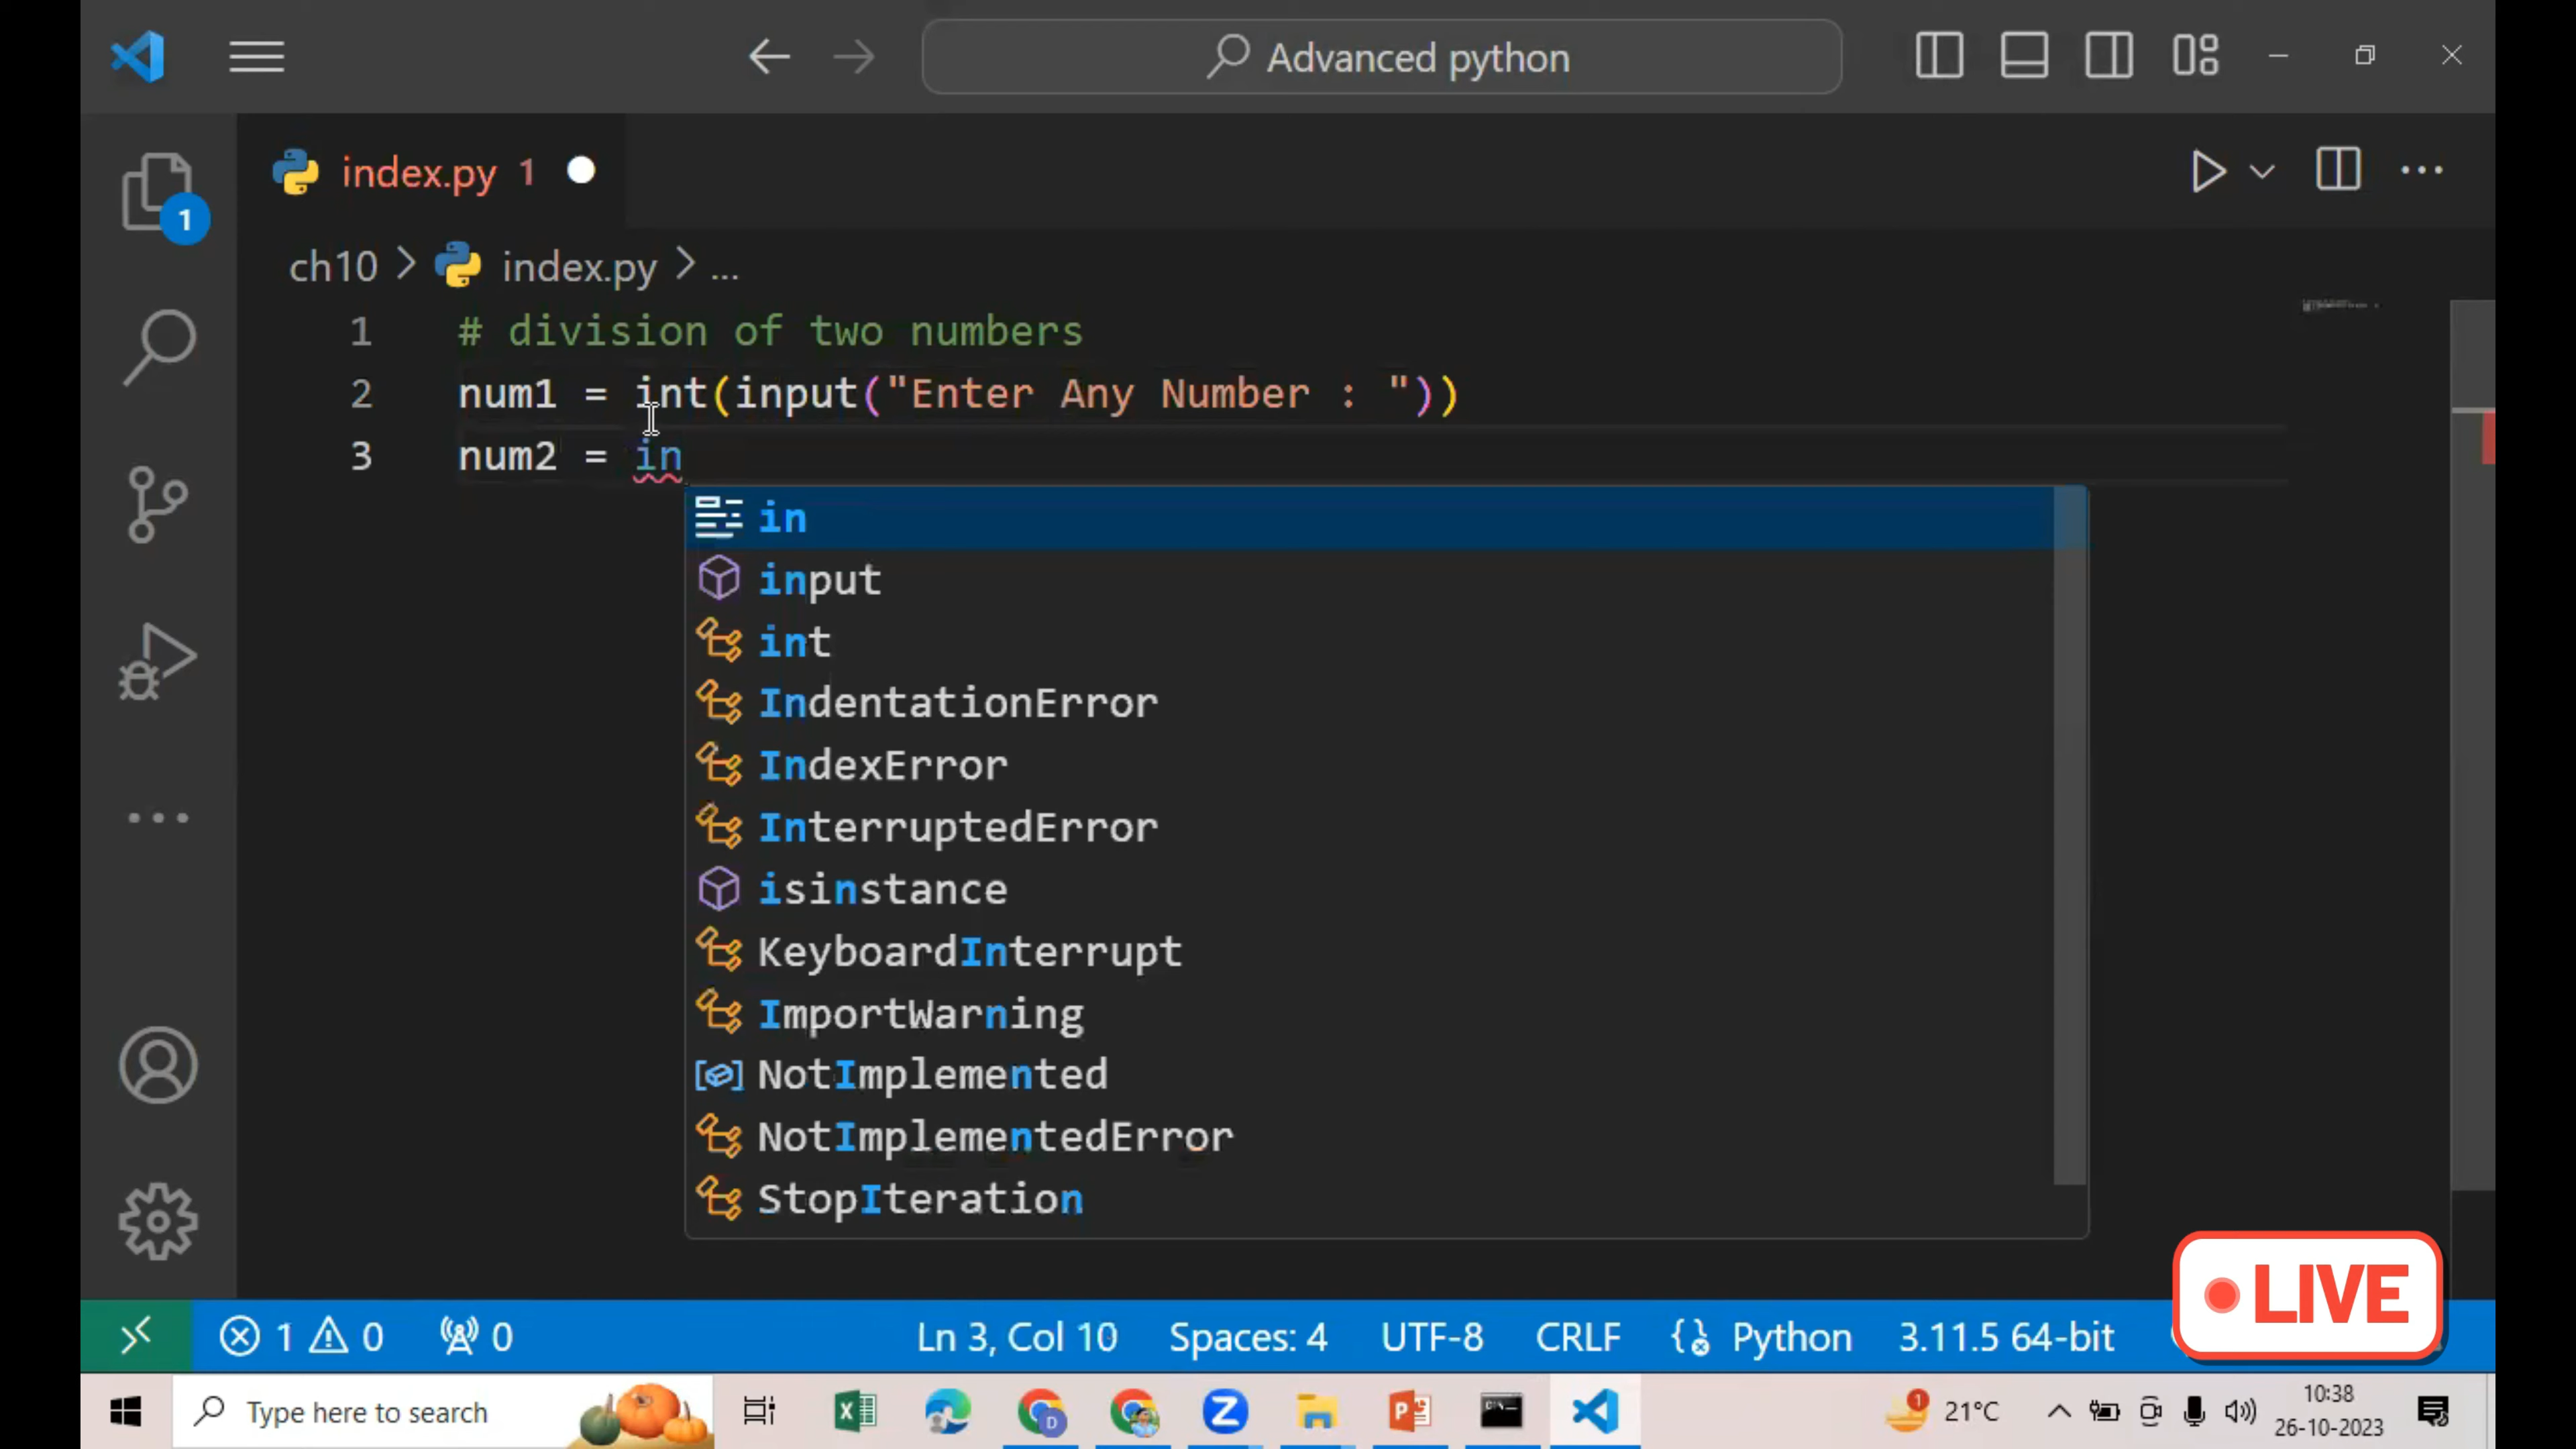 Advanced python
index.py 1
1
ch10 > index.py > ...
1 # division of two numbers
2 num1 = int(input("Enter Any Number : "))
3 num2 = in
in
input
int
IndentationError
IndexError
InterruptedError
isinstance
KeyboardInterrupt
ImportWarning
NotImplemented
NotImplementedError
StopIteration
LIVE
1 0 0 Ln 3, Col 10 Spaces: 4 UTF-8 CRLF Python 3.11.5 64-bit
Type here to search
D
1
21°C
10:38
26-10-2023